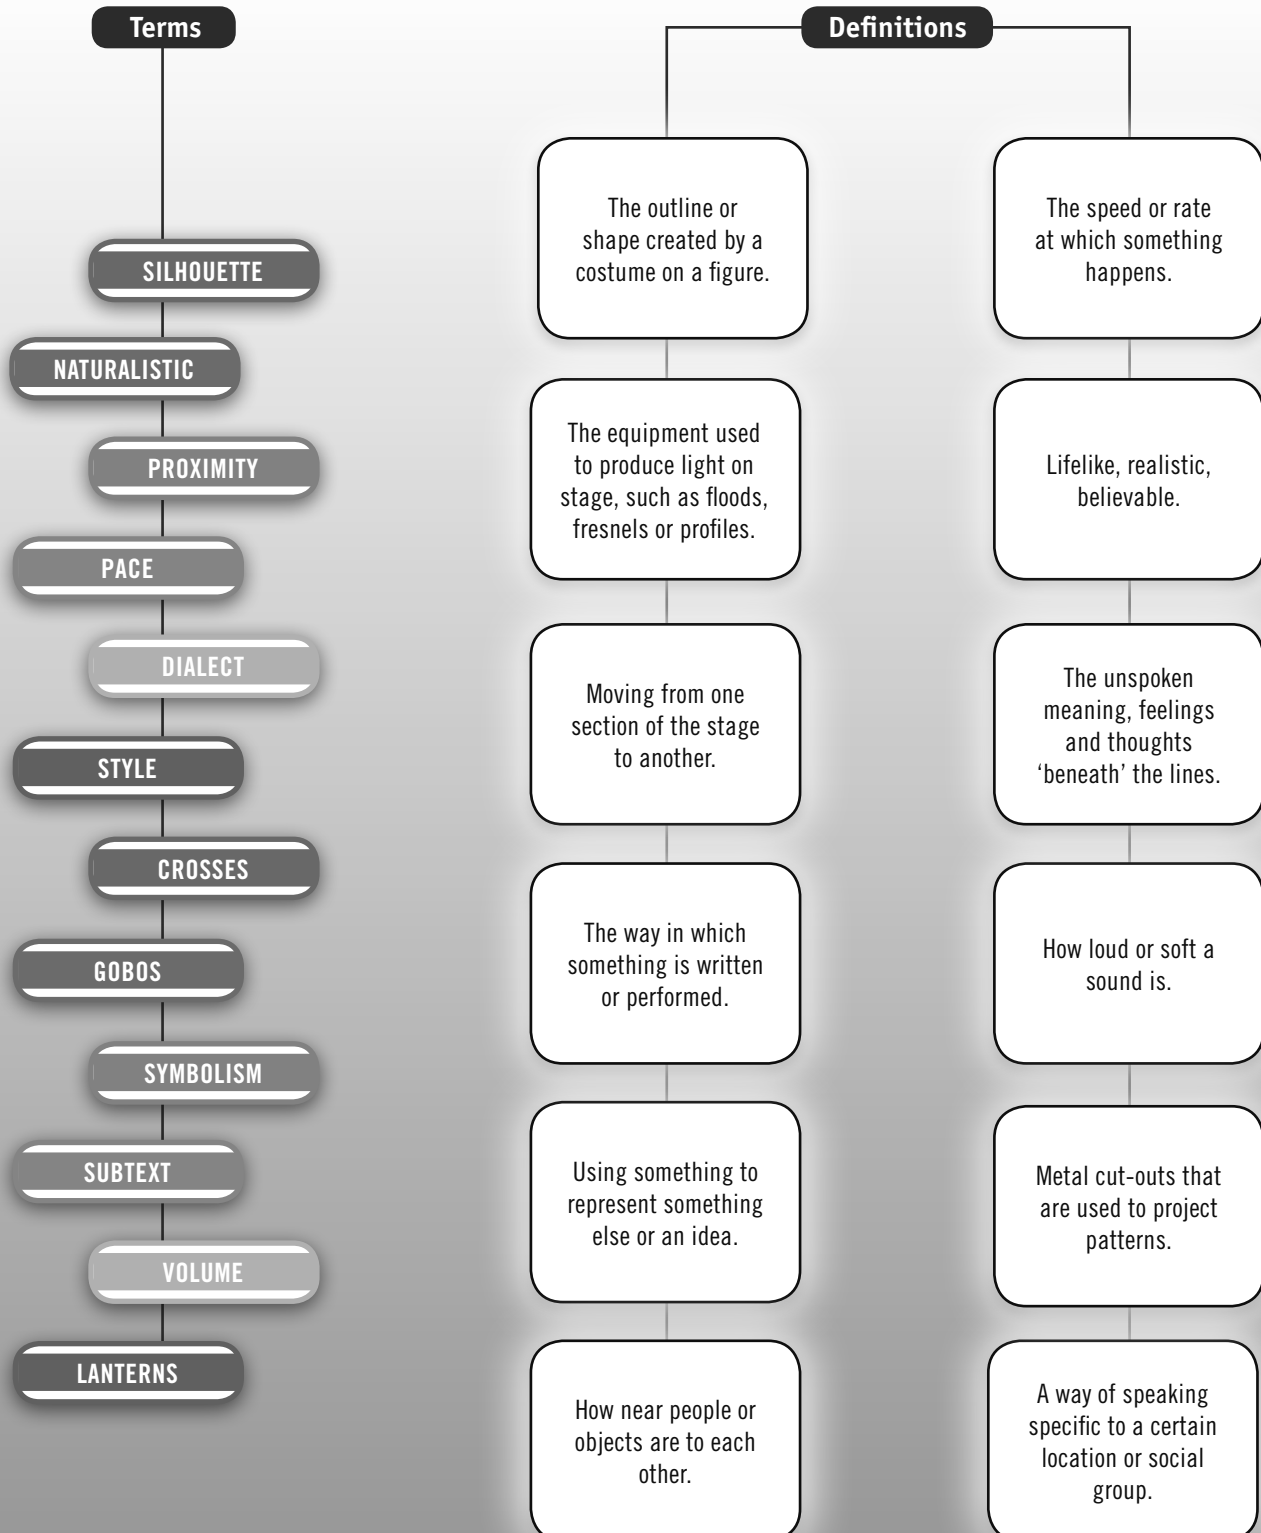 Terms
SILHOUETTE
NATURALISTIC
PROXIMITY
PACE
DIALECT
STYLE
CROSSES
GOBOS
SYMBOLISM
SUBTEXT
VOLUME
LANTERNS
Definitions
The outline or
shape created by a
costume on a figure.
The equipment used
to produce light on
stage, such as floods,
fresnels or profiles.
Moving from one
section of the stage
to another.
The way in which
something is written
or performed.
Using something to
represent something
else or an idea.
How near people or
objects are to each
other.
The speed or rate
at which something
happens.
Lifelike, realistic,
believable.
The unspoken
meaning, feelings
and thoughts
‘beneath’ the lines.
How loud or soft a
sound is.
Metal cut-outs that
are used to project
patterns.
A way of speaking
specific to a certain
location or social
group.